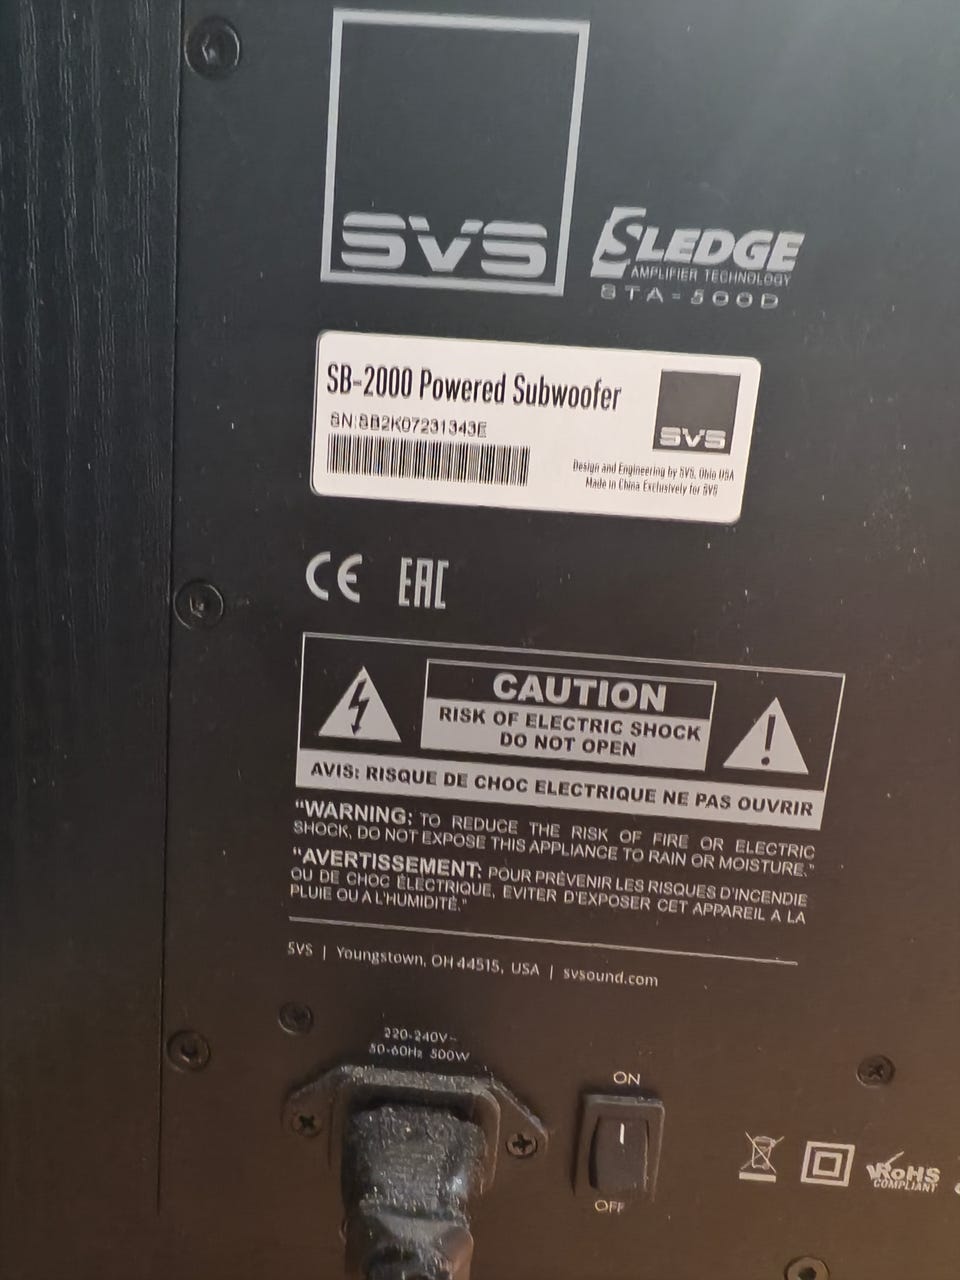 SVS
SLEDGE
AMPLIFIER TECHNOLOGY
STA-500D
SB-2000 Powered Subwoofer
SN:SB2K07231343E
SVS
Design and Engineering by SVS, Ohio USA
Made in China Exclusively for SVS
CE EAC
CAUTION
RISK OF ELECTRIC SHOCK
DO NOT OPEN
AVIS: RISQUE DE CHOC ELECTRIQUE NE PAS OUVRIR
"WARNING: TO REDUCE THE RISK OF FIRE OR ELECTRIC
SHOCK, DO NOT EXPOSE THIS APPLIANCE TO RAIN OR MOISTURE."
"AVERTISSEMENT: POUR PRÉVENIR LES RISQUES D'INCENDIE
OU DE CHOC ÉLECTRIQUE, EVITER D'EXPOSER CET APPAREIL A LA
PLUIE OU A L'HUMIDITÉ."
SVS | Youngstown, OH 44515, USA | svsound.com
220-240V~
50-60Hz 500W
ON
OFF
RoHS
COMPLIANT